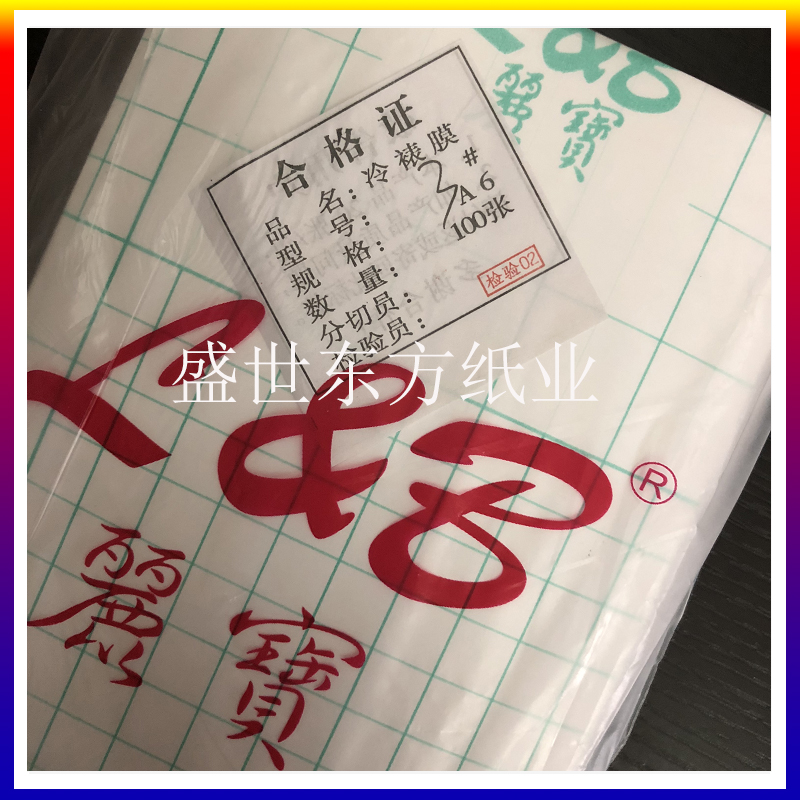 L&B
麗寶
合格证
品名：冷裱膜
型号：3#
规格：A6
数量：100张
分切员：
检验员：
检验02
盛世东方纸业
L&B®
麗寶